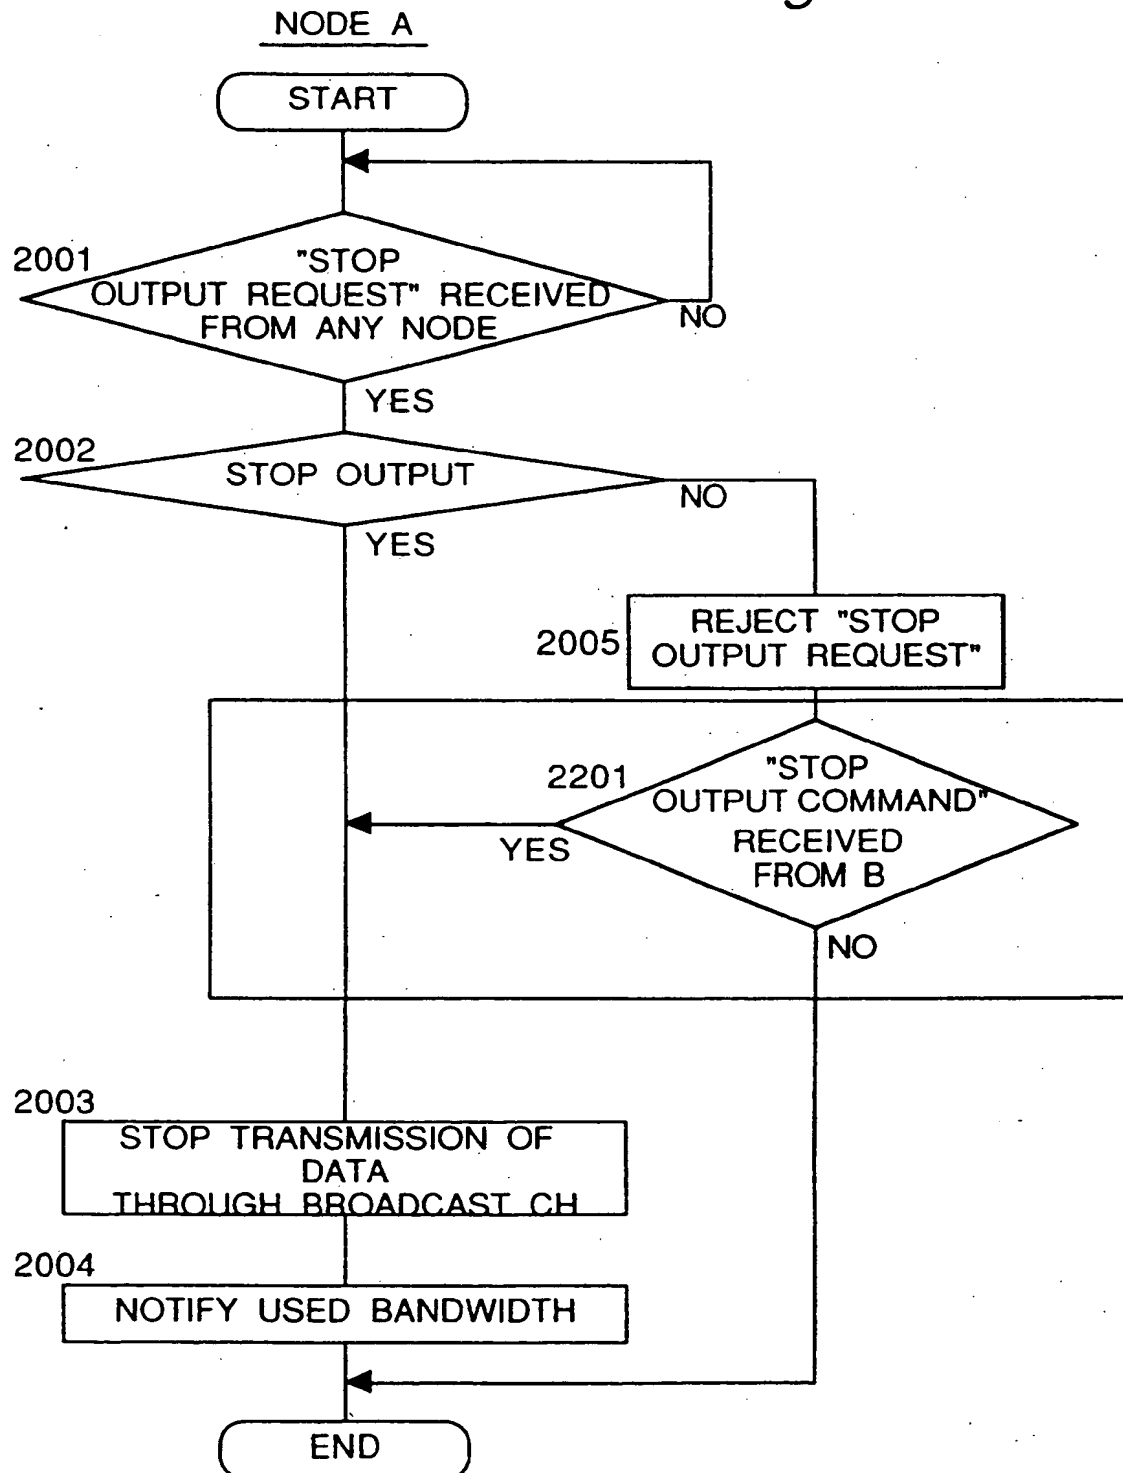 NODE A
START
2001
"STOP
OUTPUT REQUEST" RECEIVED
FROM ANY NODE
NO
YES
2002
STOP OUTPUT
NO
YES
2005
REJECT "STOP
OUTPUT REQUEST"
2201
"STOP
OUTPUT COMMAND"
RECEIVED
FROM B
YES
NO
2003
STOP TRANSMISSION OF
DATA
THROUGH BROADCAST CH
2004
NOTIFY USED BANDWIDTH
END